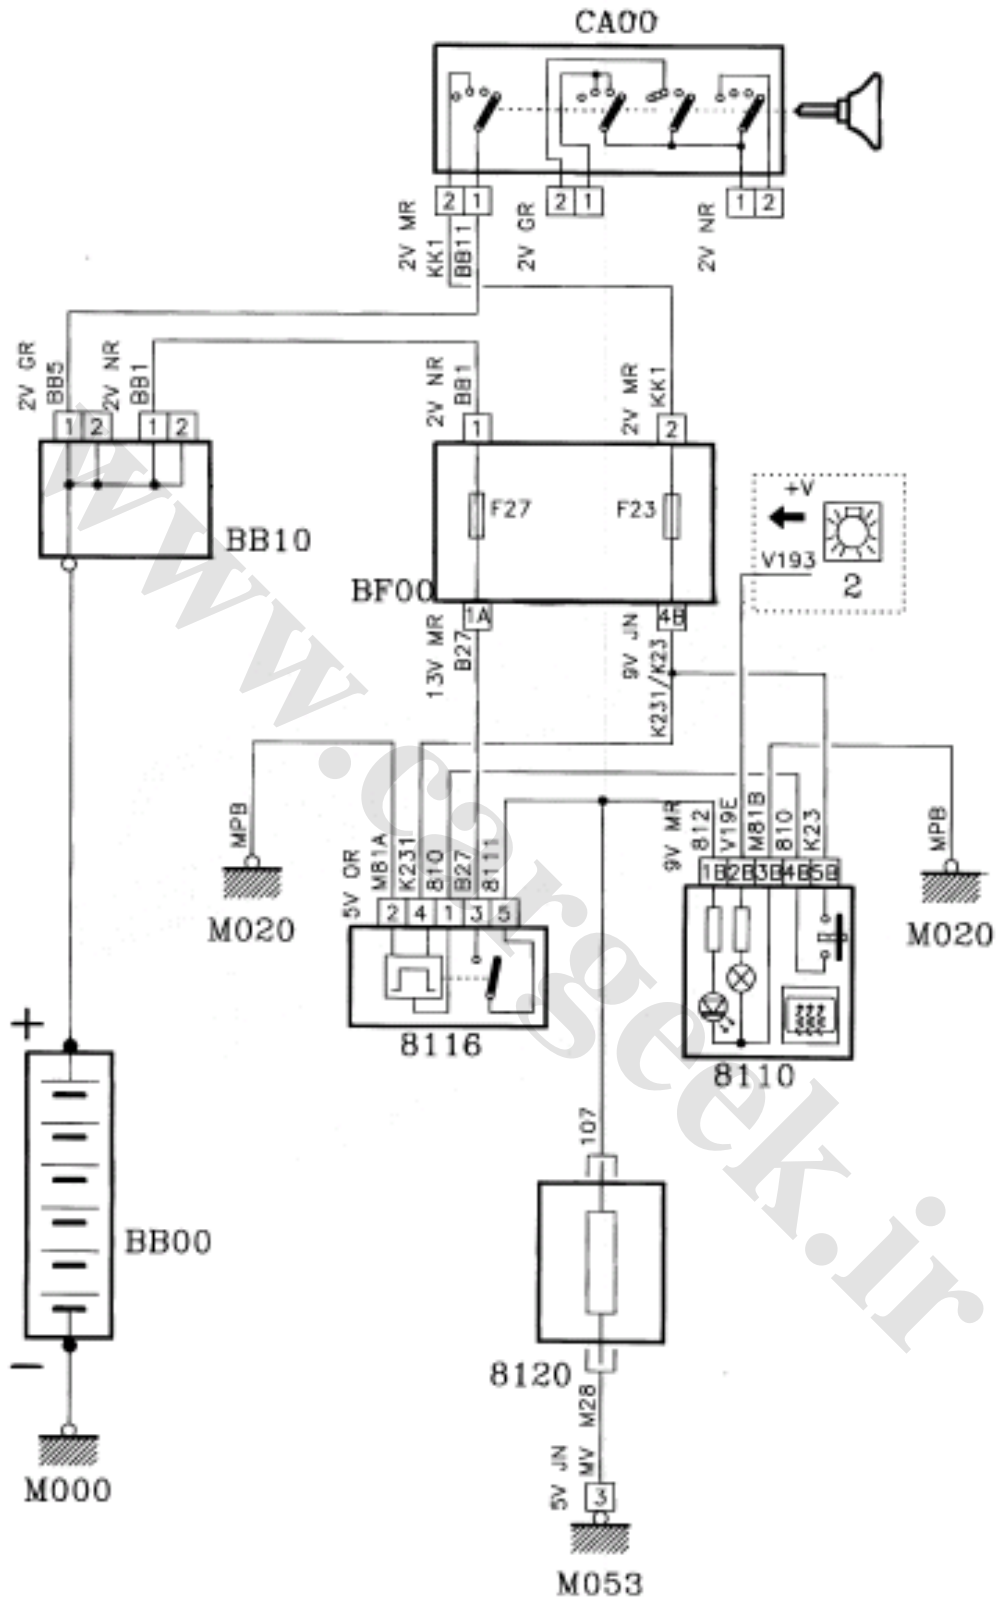 CA00
2 1 2 1 1 2
2V MR
KK1
BB11
2V GR
2V NR
2V GR
BB5
2V NR
BB1
2V NR
BB1
2V MR
KK1
1 2 1 2
1 2
F27 F23
BB10
BF00
+V
V193
2
1A 4B
13V MR
B27
9V JN
K231/K23
MPB
M020
5V OR
M81A
K231
810
B27
8111
2 4 1 3 5
8116
9V MR
812
V19E
M81B
810
K23
1B 2B 3B 4B 5B
8110
MPB
M020
+
BB00
−
M000
107
8120
M28
MV
5V JN
3
M053
www.cargeek.ir